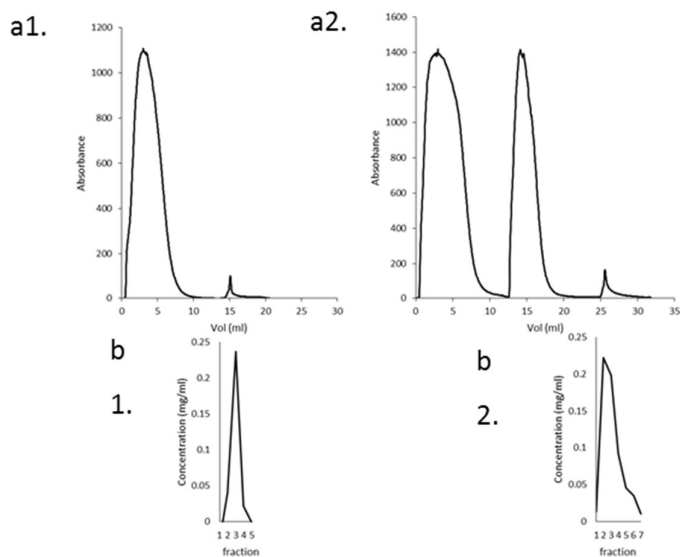 a1.
1200
1000
800
600
400
200
0
Absorbance
0 5 10 15 20 25 30
Vol (ml)
a2.
1600
1400
1200
1000
800
600
400
200
0
Absorbance
0 5 10 15 20 25 30 35
Vol (ml)
b
1.
0.25
0.2
0.15
0.1
0.05
0
Concentration (mg/ml)
1 2 3 4 5
fraction
b
2.
0.25
0.2
0.15
0.1
0.05
0
Concentration (mg/ml)
1 2 3 4 5 6 7
fraction